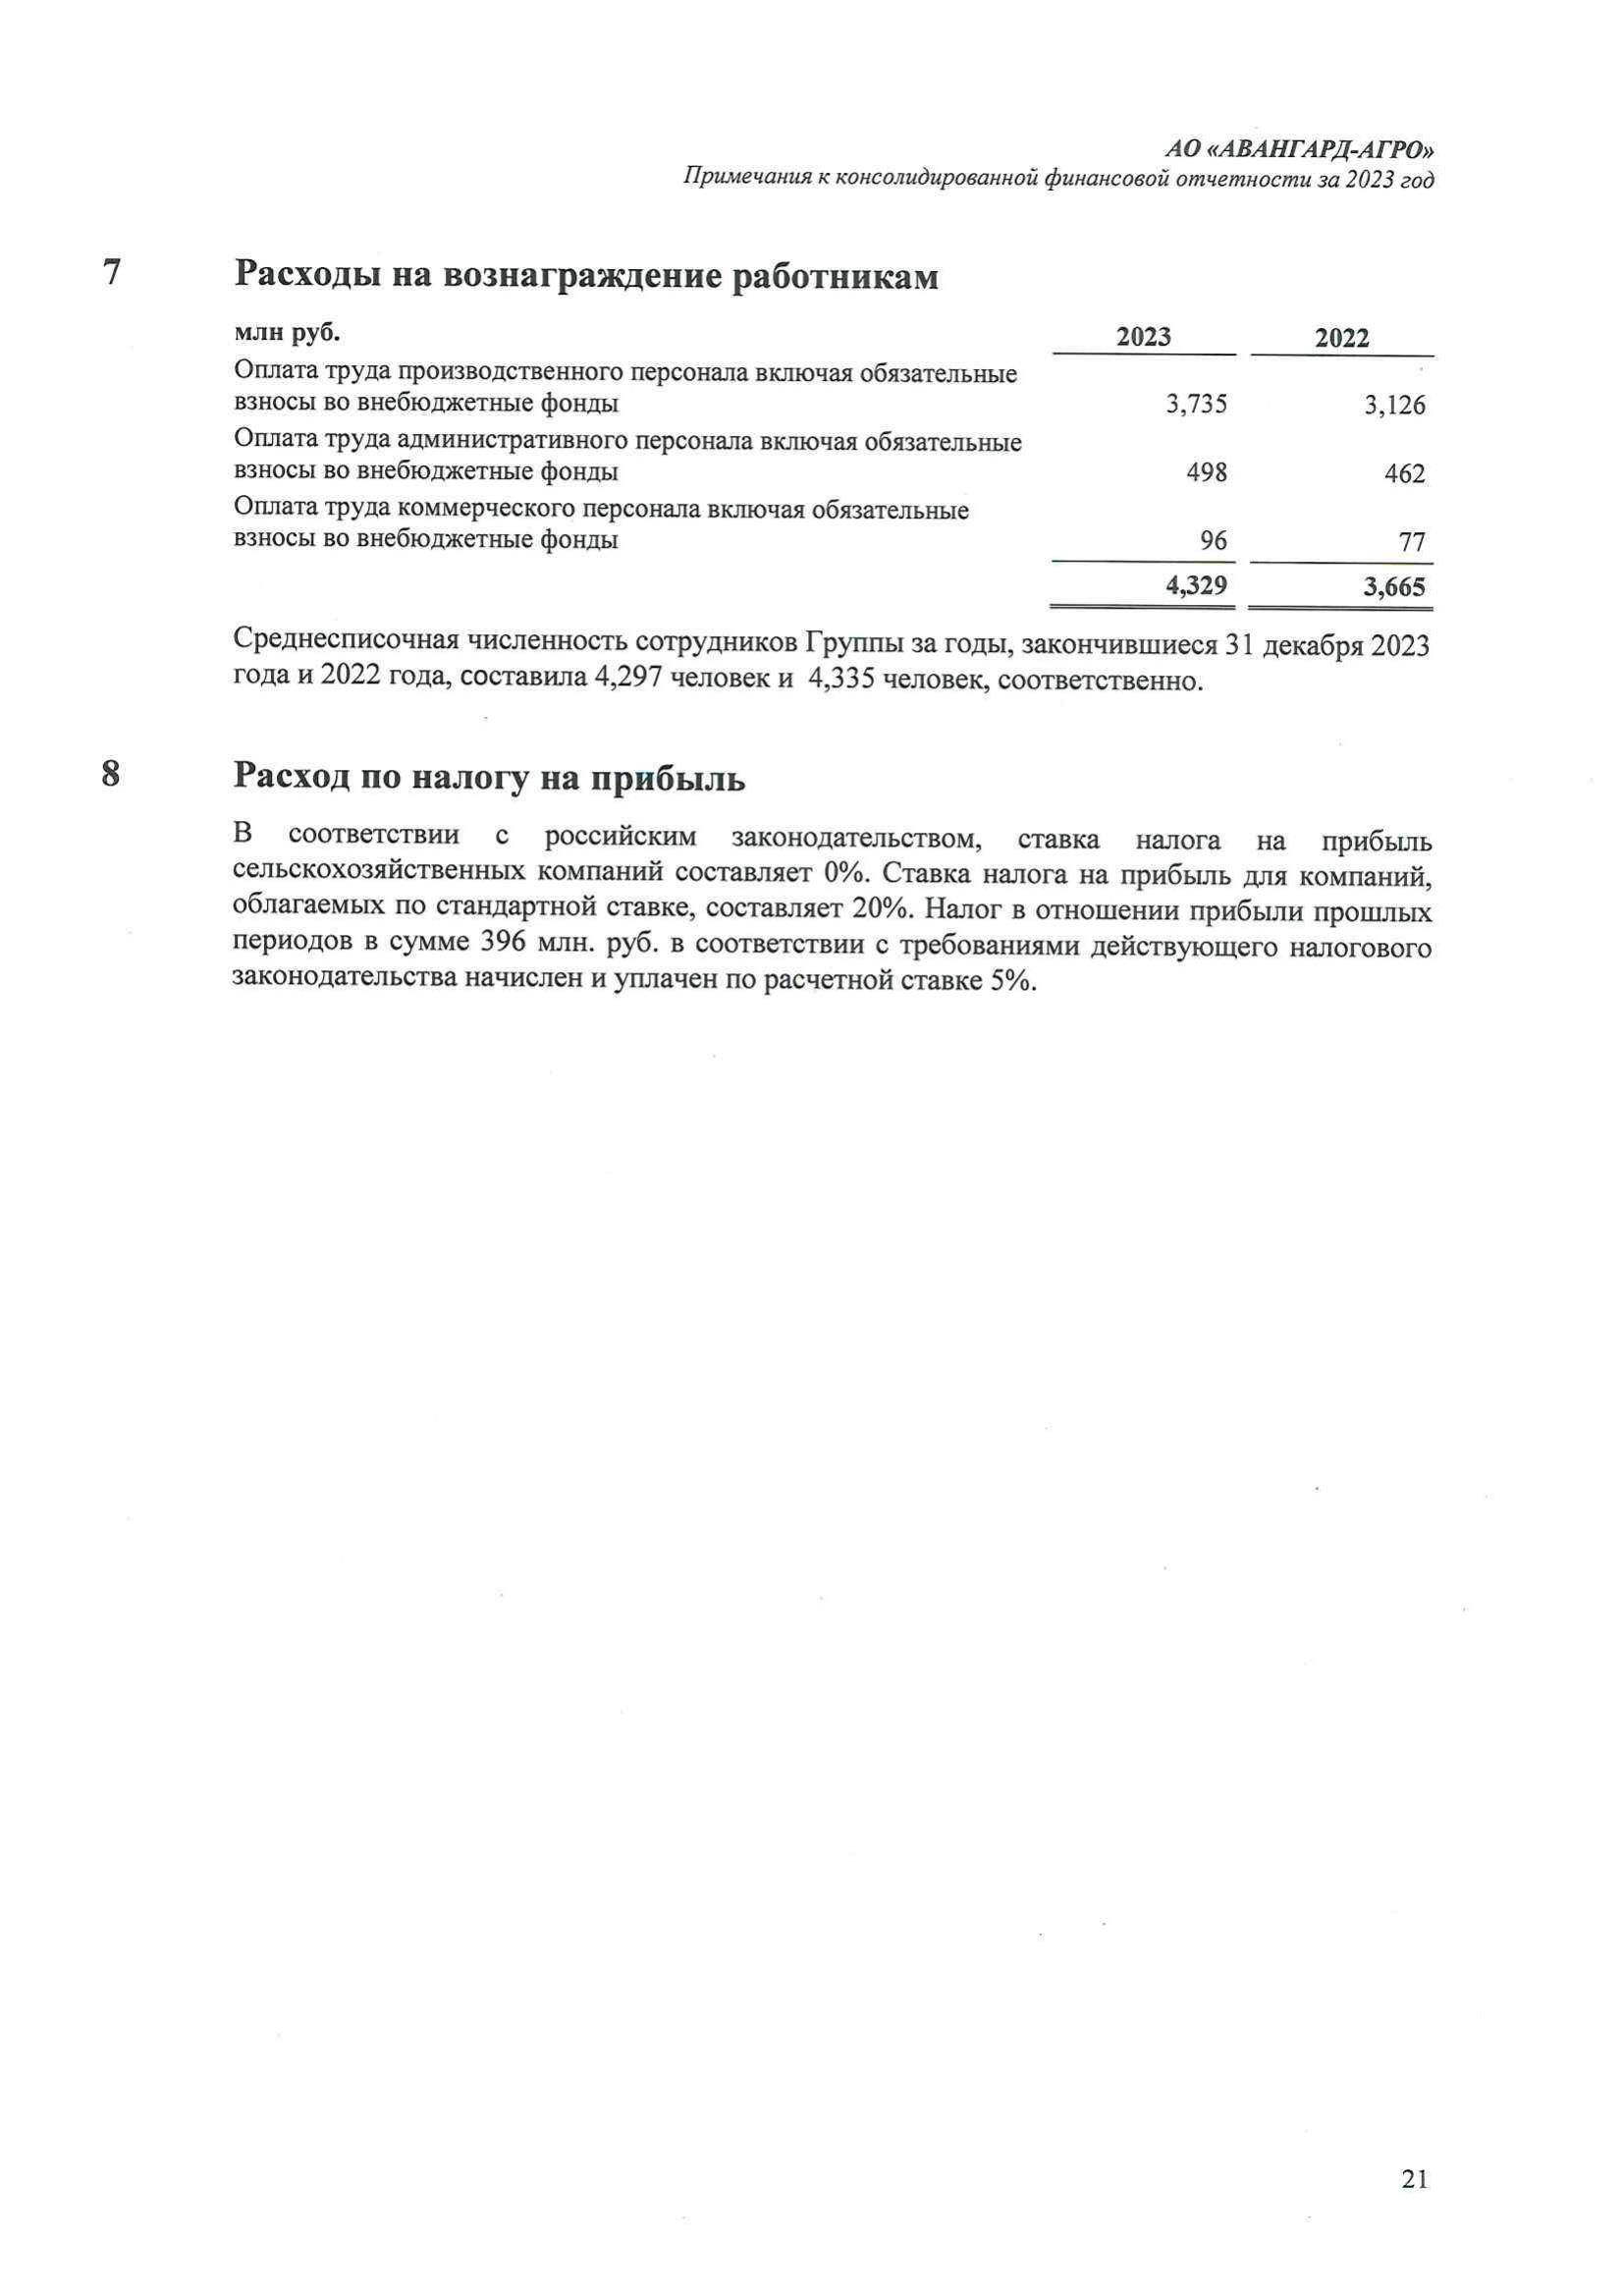 АО «АВАНГАРД-АГРО»
Примечания к консолидированной финансовой отчетности за 2023 год
7 Расходы на вознаграждение работникам
млн руб. 2023 2022
Оплата труда производственного персонала включая обязательные
взносы во внебюджетные фонды 3,735 3,126
Оплата труда административного персонала включая обязательные
взносы во внебюджетные фонды 498 462
Оплата труда коммерческого персонала включая обязательные
взносы во внебюджетные фонды 96 77
4,329 3,665
Среднесписочная численность сотрудников Группы за годы, закончившиеся 31 декабря 2023
года и 2022 года, составила 4,297 человек и 4,335 человек, соответственно.
8 Расход по налогу на прибыль
В соответствии с российским законодательством, ставка налога на прибыль
сельскохозяйственных компаний составляет 0%. Ставка налога на прибыль для компаний,
облагаемых по стандартной ставке, составляет 20%. Налог в отношении прибыли прошлых
периодов в сумме 396 млн. руб. в соответствии с требованиями действующего налогового
законодательства начислен и уплачен по расчетной ставке 5%.
21